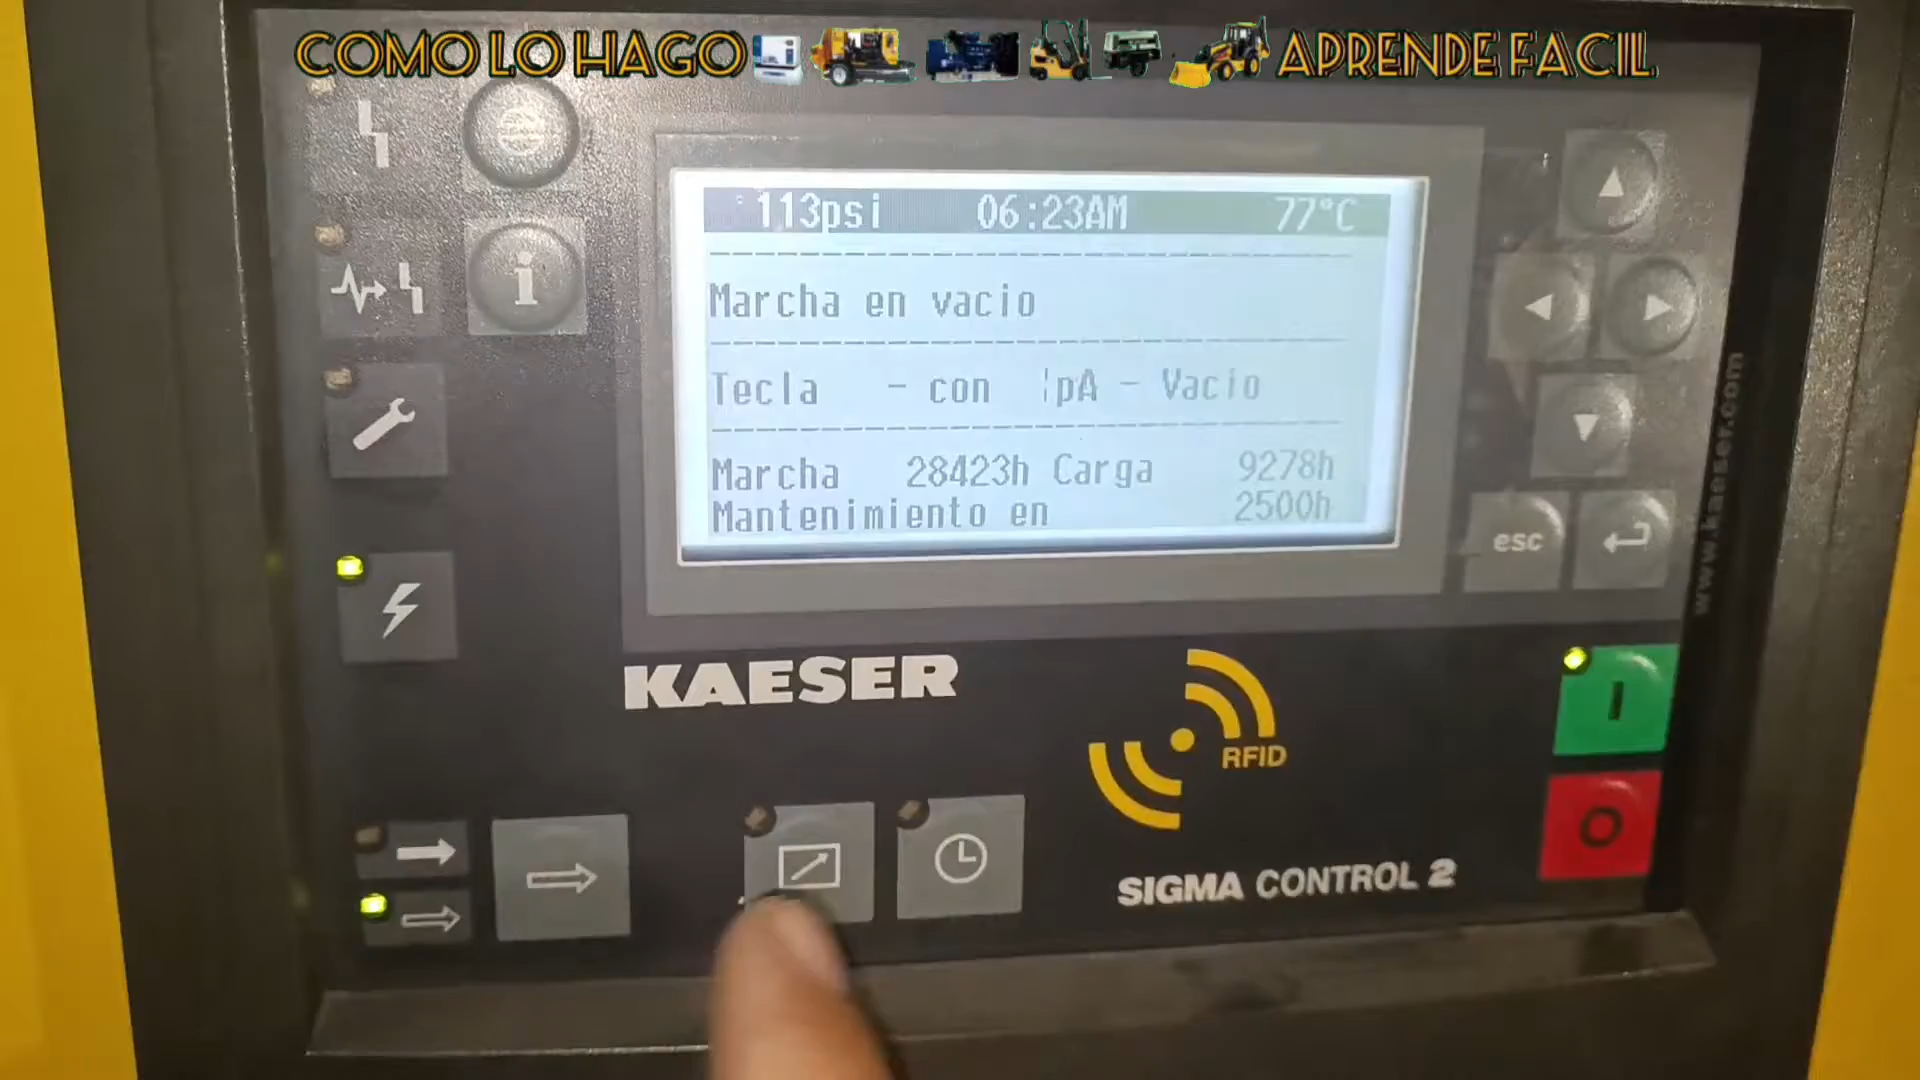 COMO LO HAGO APRENDE FACIL
113psi 06:23AM 77°C
Marcha en vacio
Tecla - con ¦pA - Vacio
Marcha 28423h Carga 9278h
Mantenimiento en 2500h
i
esc
www.kaeser.com
KAESER
RFID
I
O
SIGMA CONTROL 2